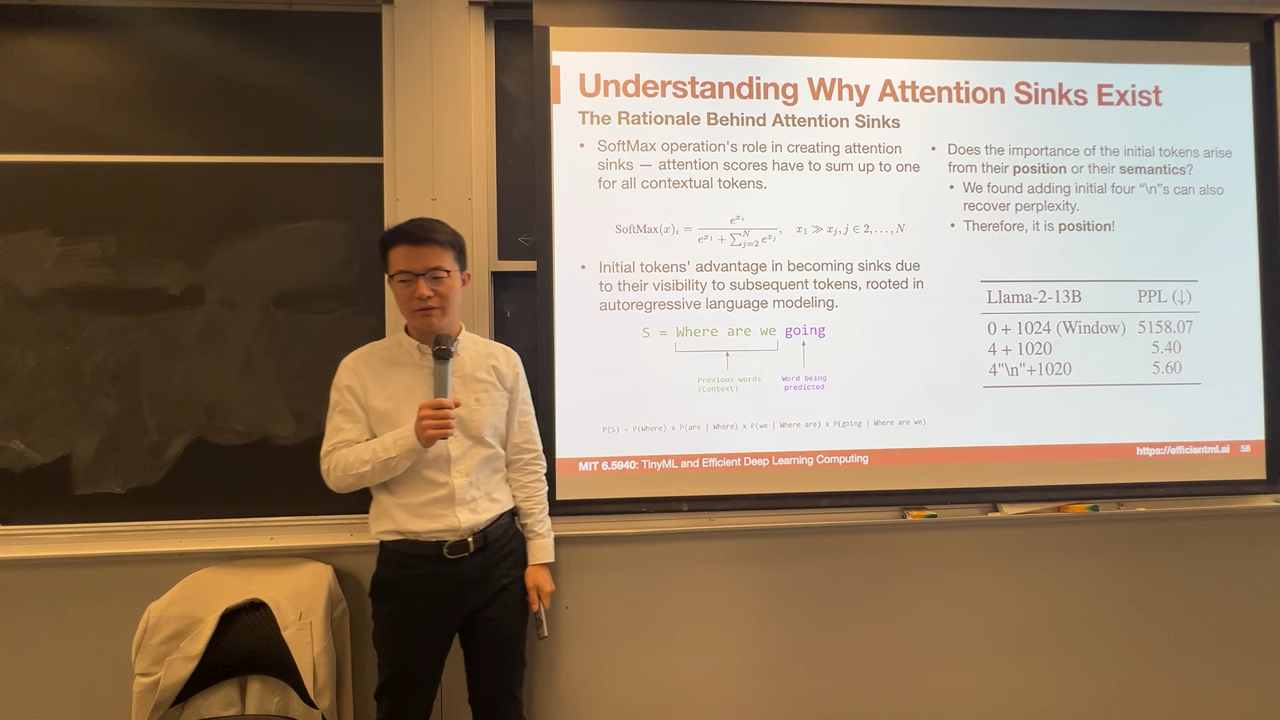 Understanding Why Attention Sinks Exist
The Rationale Behind Attention Sinks
• SoftMax operation's role in creating attention
sinks — attention scores have to sum up to one
for all contextual tokens.
SoftMax(x)_i = e^{x_i} / (e^{x_1} + ∑_{j=2}^{N} e^{x_j}), x_1 ≫ x_j, j ∈ 2, …, N
• Initial tokens' advantage in becoming sinks due
to their visibility to subsequent tokens, rooted in
autoregressive language modeling.
S = Where are we going
Previous words
(Context)
Word being
predicted
P(S) = P(Where) x P(are | Where) x P(we | Where are) x P(going | Where are we)
• Does the importance of the initial tokens arise
from their position or their semantics?
• We found adding initial four "\n"s can also
recover perplexity.
• Therefore, it is position!
Llama-2-13B PPL (↓)
0 + 1024 (Window) 5158.07
4 + 1020 5.40
4"\n"+1020 5.60
MIT 6.5940: TinyML and Efficient Deep Learning Computing
https://efficientml.ai 58